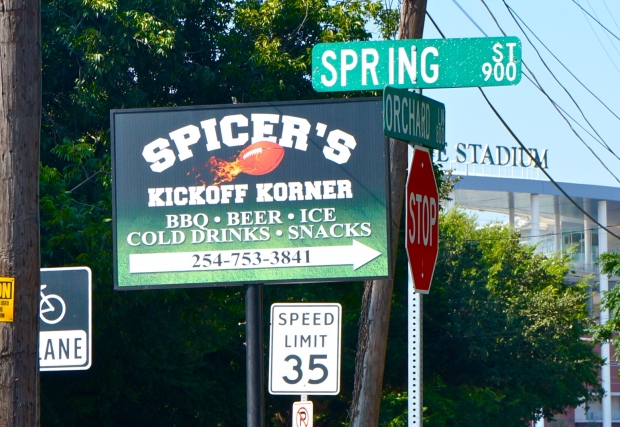 SPRING ST
900
ORCHARD LN
SPICER'S
KICKOFF KORNER
BBQ • BEER • ICE
COLD DRINKS • SNACKS
254-753-3841
STADIUM
STOP
SPEED
LIMIT
35
LANE